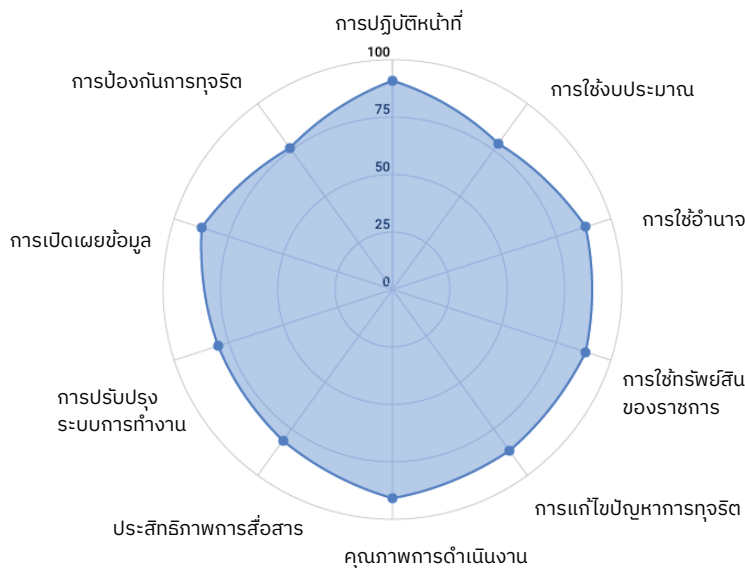 การปฏิบัติหน้าที่
100
การป้องกันการทุจริต
การใช้งบประมาณ
75
50
การใช้อำนาจ
25
การเปิดเผยข้อมูล
0
การใช้ทรัพย์สิน
ของราชการ
การปรับปรุง
ระบบการทำงาน
การแก้ไขปัญหาการทุจริต
ประสิทธิภาพการสื่อสาร
คุณภาพการดำเนินงาน